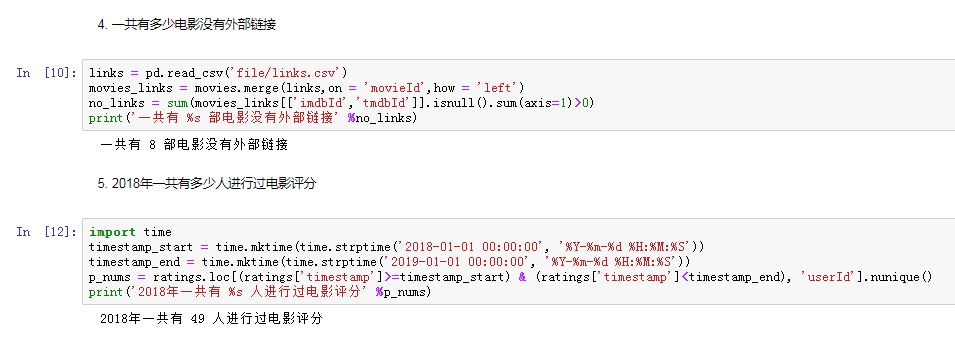 4. 一共有多少电影没有外部链接
In [10]: links = pd.read_csv('file/links.csv')
movies_links = movies.merge(links,on = 'movieId',how = 'left')
no_links = sum(movies_links[['imdbId','tmdbId']].isnull().sum(axis=1)>0)
print('一共有 %s 部电影没有外部链接' %no_links)
一共有 8 部电影没有外部链接
5. 2018年一共有多少人进行过电影评分
In [12]: import time
timestamp_start = time.mktime(time.strptime('2018-01-01 00:00:00', '%Y-%m-%d %H:%M:%S'))
timestamp_end = time.mktime(time.strptime('2019-01-01 00:00:00', '%Y-%m-%d %H:%M:%S'))
p_nums = ratings.loc[(ratings['timestamp']>=timestamp_start) & (ratings['timestamp']<timestamp_end), 'userId'].nunique()
print('2018年一共有 %s 人进行过电影评分' %p_nums)
2018年一共有 49 人进行过电影评分